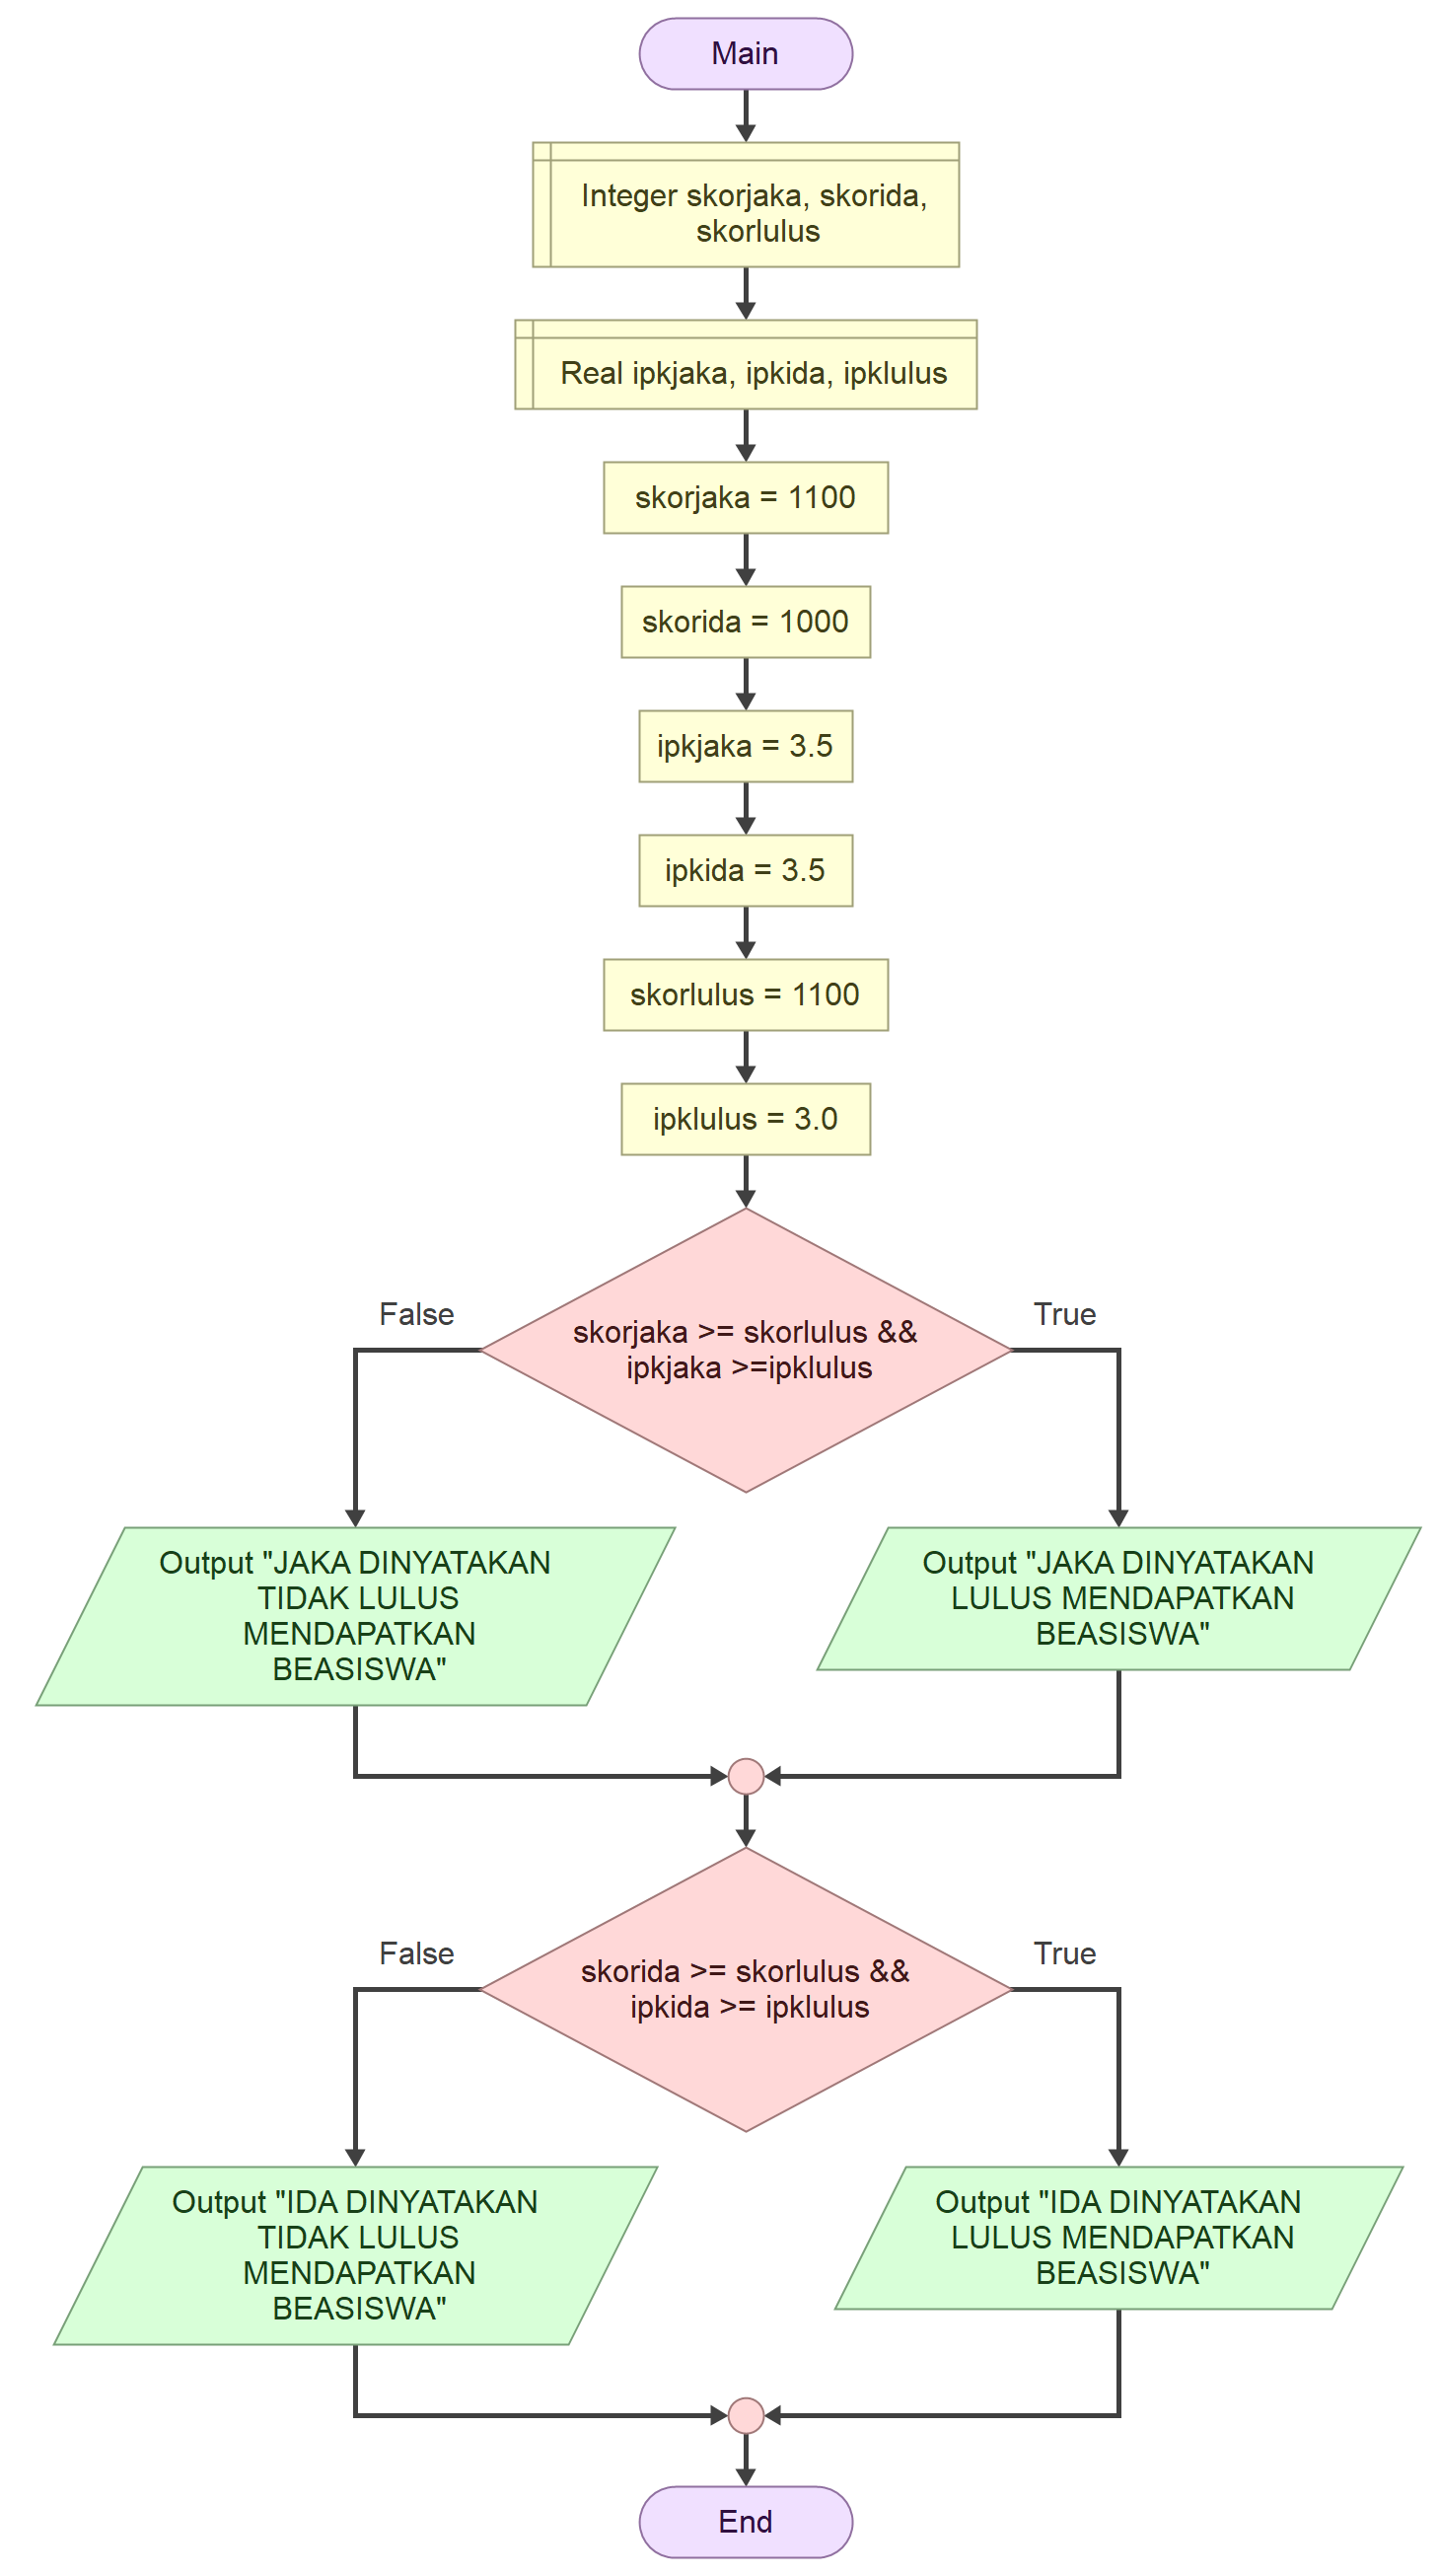 Main
Integer skorjaka, skorida,
skorlulus
Real ipkjaka, ipkida, ipklulus
skorjaka = 1100
skorida = 1000
ipkjaka = 3.5
ipkida = 3.5
skorlulus = 1100
ipklulus = 3.0
skorjaka >= skorlulus &&
ipkjaka >=ipklulus
False
True
Output "JAKA DINYATAKAN
TIDAK LULUS
MENDAPATKAN
BEASISWA"
Output "JAKA DINYATAKAN
LULUS MENDAPATKAN
BEASISWA"
skorida >= skorlulus &&
ipkida >= ipklulus
False
True
Output "IDA DINYATAKAN
TIDAK LULUS
MENDAPATKAN
BEASISWA"
Output "IDA DINYATAKAN
LULUS MENDAPATKAN
BEASISWA"
End